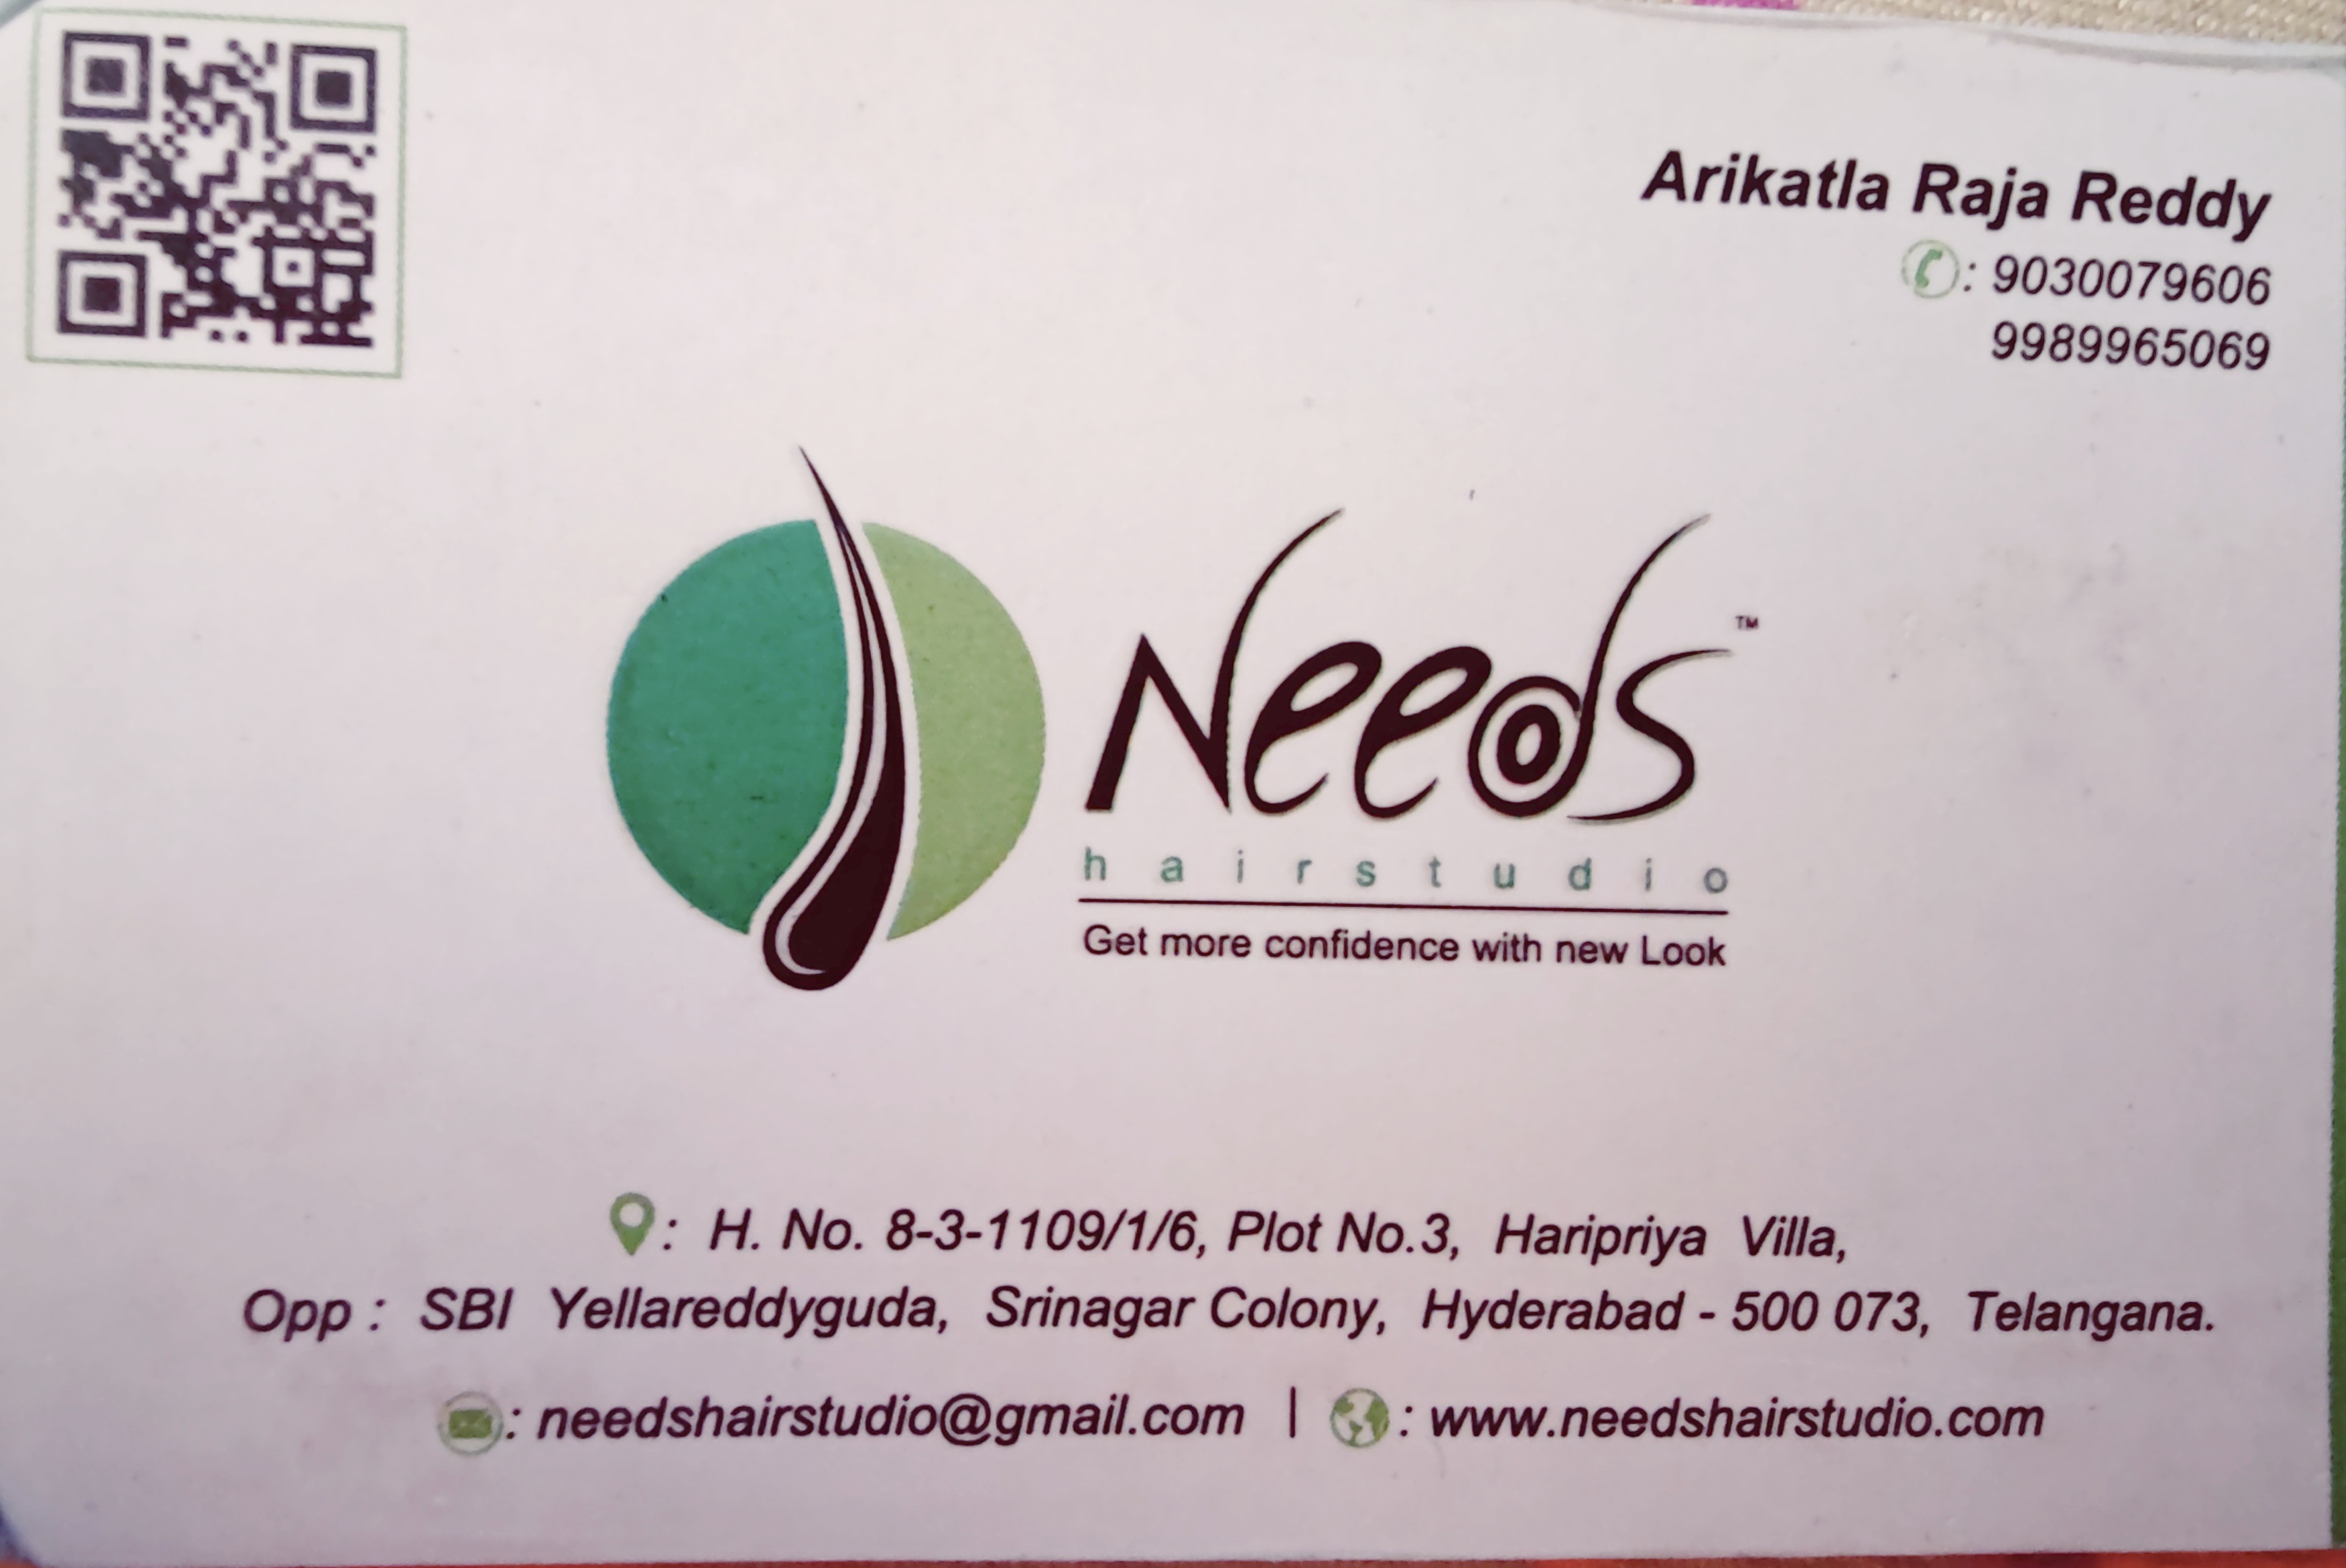 Arikatla Raja Reddy
: 9030079606
9989965069
Needs™
hairstudio
Get more confidence with new Look
: H. No. 8-3-1109/1/6, Plot No.3, Haripriya Villa,
Opp : SBI Yellareddyguda, Srinagar Colony, Hyderabad - 500 073, Telangana.
: needshairstudio@gmail.com | : www.needshairstudio.com